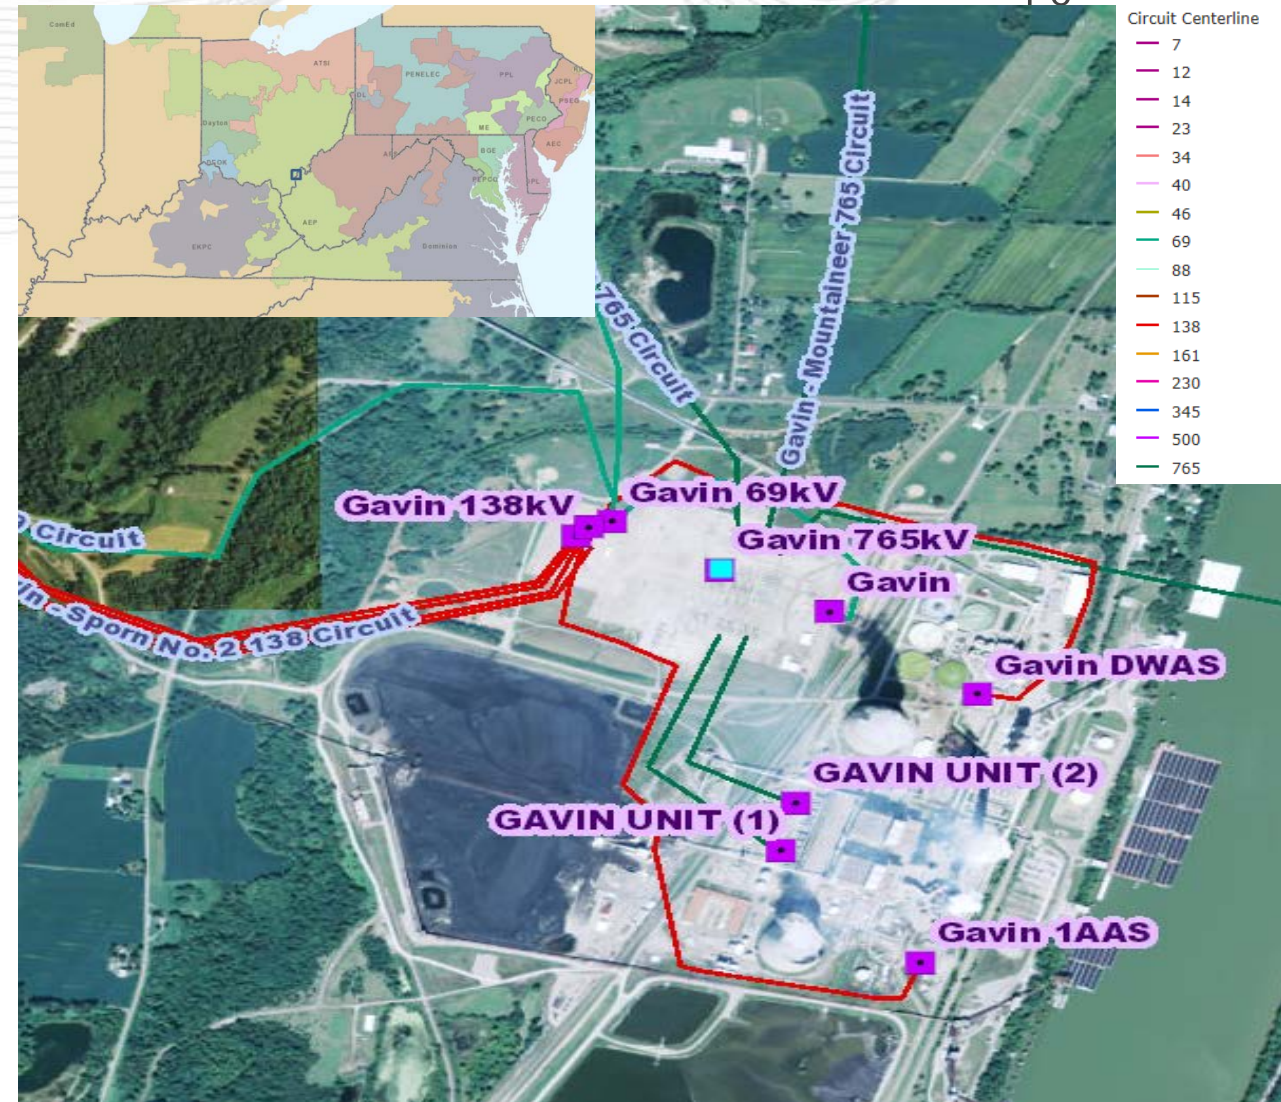 Circuit Centerline
7
12
14
23
34
40
46
69
88
115
138
161
230
345
500
765
ComEd
ATSI
PENELEC
PPL
JCPL
PSEG
Dayton
ME
PECO
AEC
BGE
PEPCO
DPL
AEP
EKPC
Dominion
765 Circuit
Gavin - Mountaineer 765 Circuit
Gavin 138kV
Gavin 69kV
Gavin 765kV
Gavin
Circuit
in -Sporn No. 2 138 Circuit
Gavin DWAS
GAVIN UNIT (2)
GAVIN UNIT (1)
Gavin 1AAS